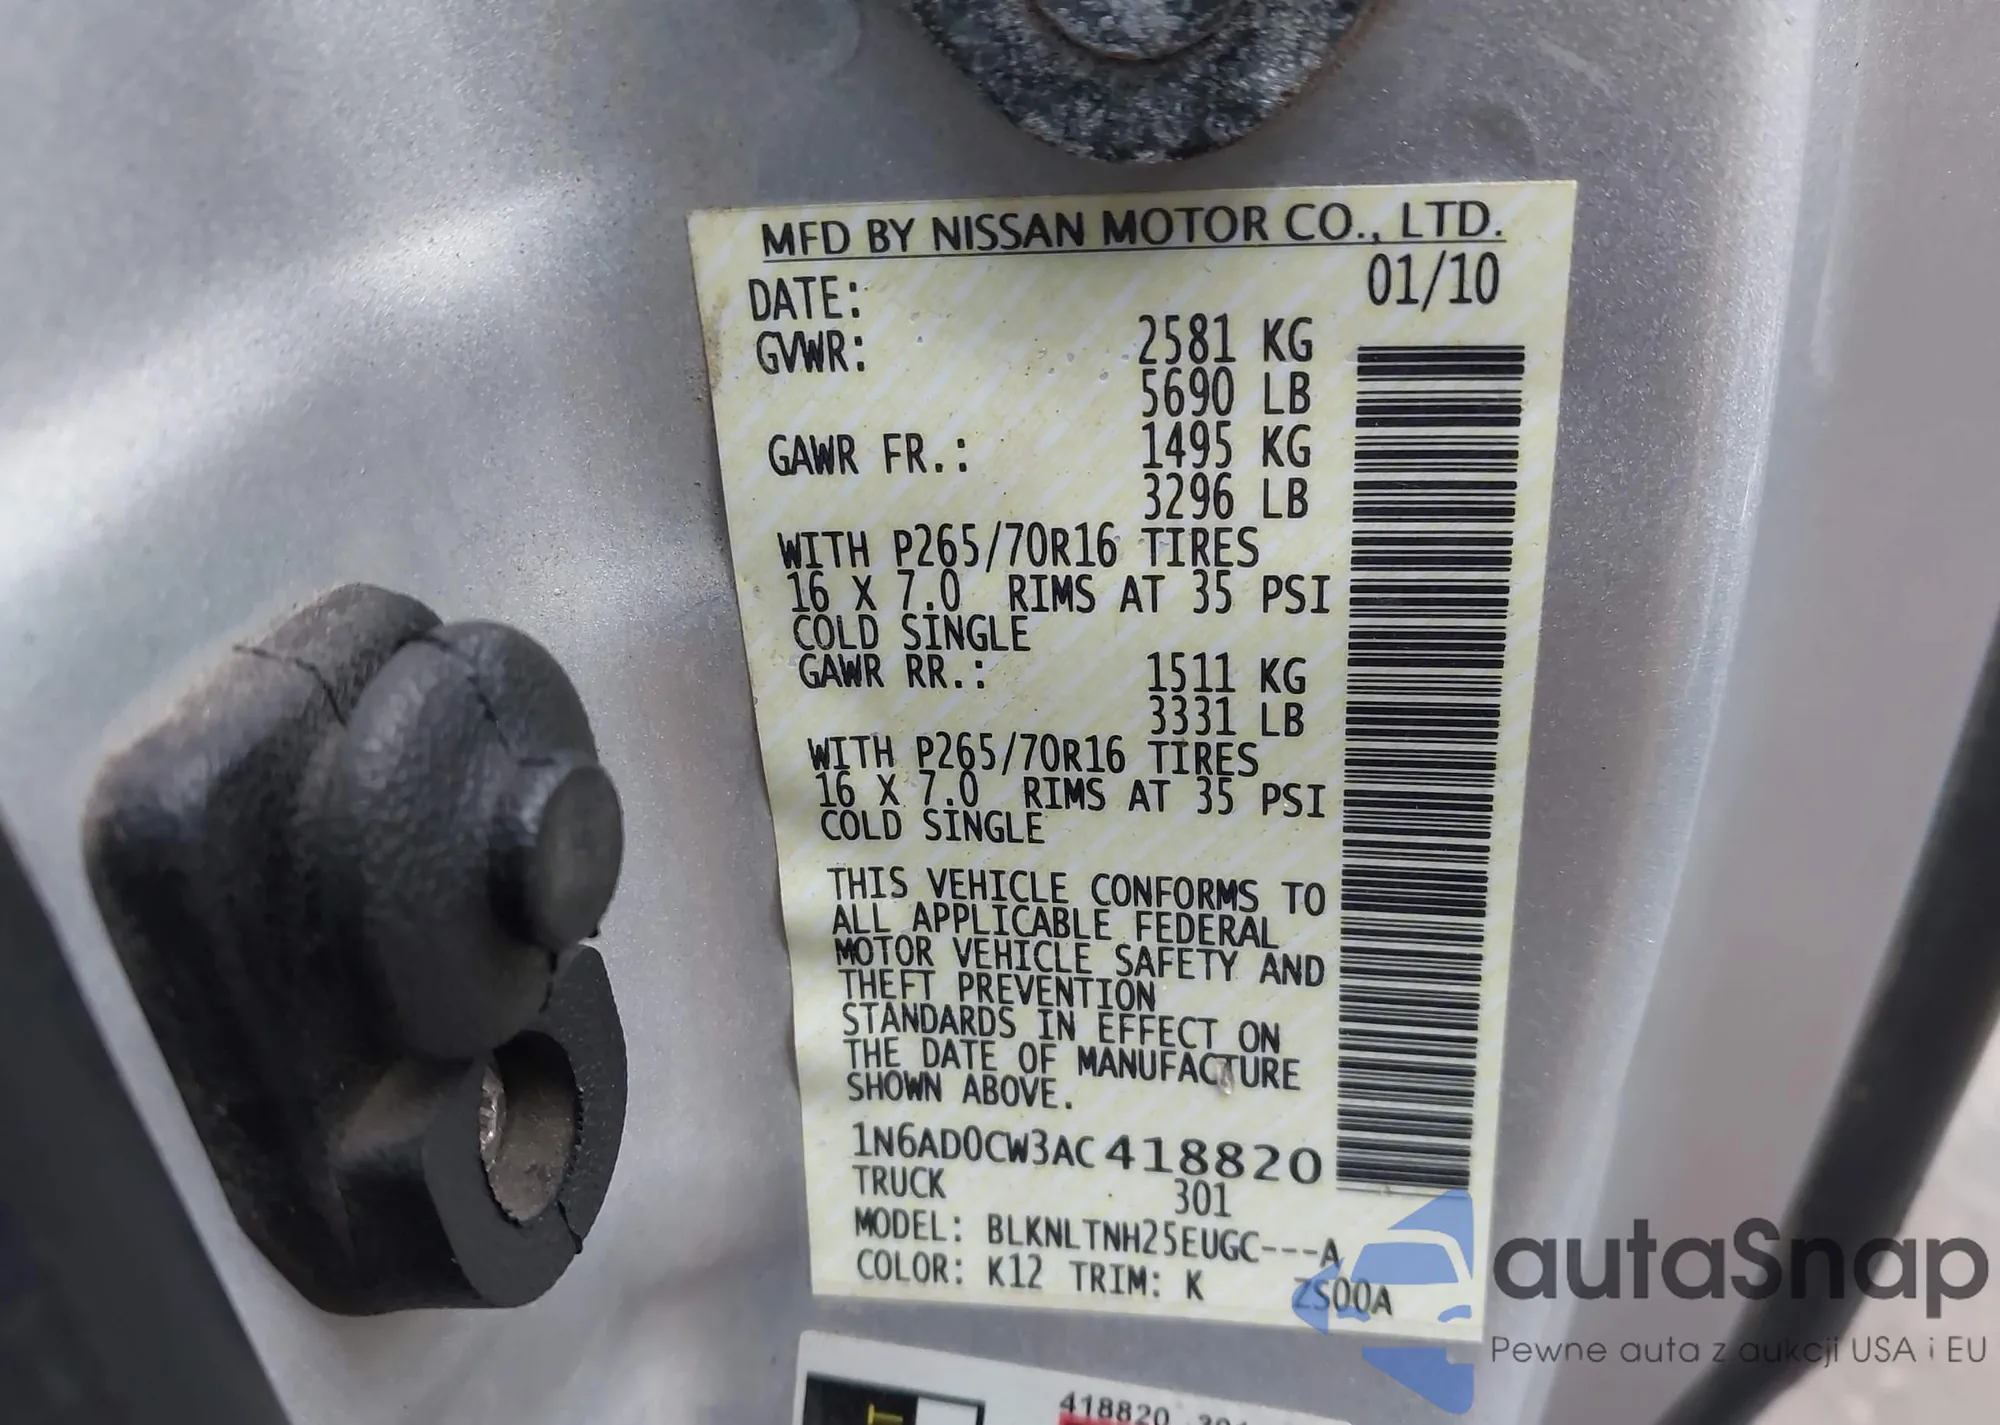 MFD BY NISSAN MOTOR CO., LTD.
DATE: 01/10
GVWR: 2581 KG
5690 LB
GAWR FR.: 1495 KG
3296 LB
WITH P265/70R16 TIRES
16 X 7.0 RIMS AT 35 PSI
COLD SINGLE
GAWR RR.: 1511 KG
3331 LB
WITH P265/70R16 TIRES
16 X 7.0 RIMS AT 35 PSI
COLD SINGLE
THIS VEHICLE CONFORMS TO
ALL APPLICABLE FEDERAL
MOTOR VEHICLE SAFETY AND
THEFT PREVENTION
STANDARDS IN EFFECT ON
THE DATE OF MANUFACTURE
SHOWN ABOVE.
1N6AD0CW3AC418820
TRUCK 301
MODEL: BLKNLTNH25EUGC---A
COLOR: K12 TRIM: K ZS00A
418820
autaSnap
Pewne auta z aukcji USA i EU